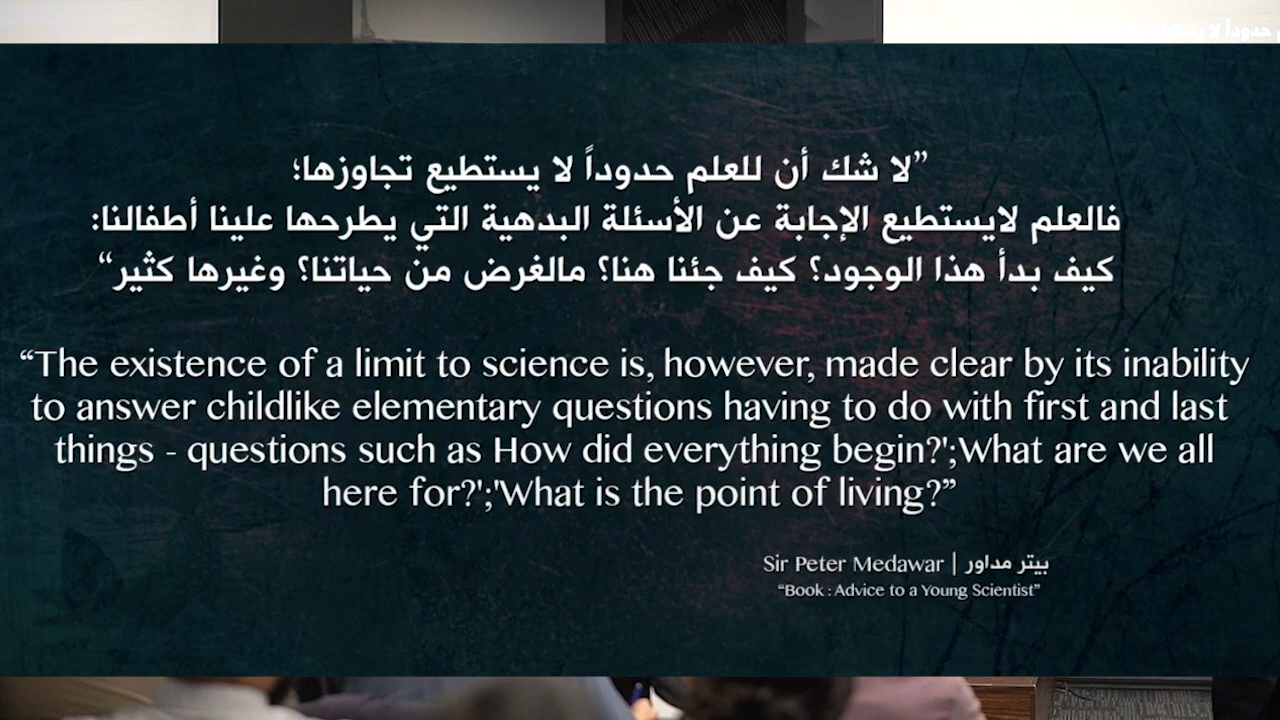 حدوداً لا
”لا شك أن للعلم حدوداً لا يستطيع تجاوزها؛
فالعلم لايستطيع الإجابة عن الأسئلة البدهية التي يطرحها علينا أطفالنا:
كيف بدأ هذا الوجود؟ كيف جئنا هنا؟ مالغرض من حياتنا؟ وغيرها كثير“
“The existence of a limit to science is, however, made clear by its inability
to answer childlike elementary questions having to do with first and last
things - questions such as How did everything begin?';What are we all
here for?';'What is the point of living?”
Sir Peter Medawar | بيتر مداور
“Book : Advice to a Young Scientist”